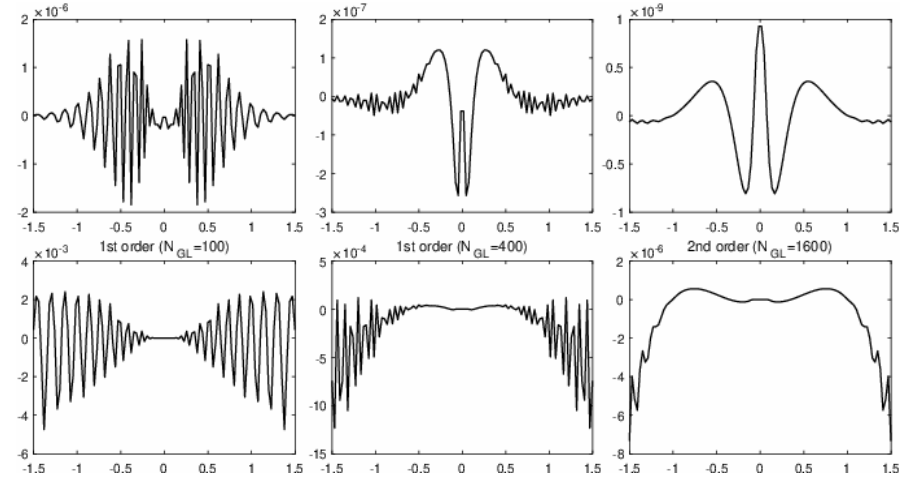 ×10⁻⁶ ×10⁻⁷ ×10⁻⁹
2 2 1
1 1 0.5
0 0 0
-1 -1 -0.5
-2 -2 -1
-3
-1.5 -1 -0.5 0 0.5 1 1.5 -1.5 -1 -0.5 0 0.5 1 1.5 -1.5 -1 -0.5 0 0.5 1 1.5
1st order (N_GL=100) 1st order (N_GL=400) 2nd order (N_GL=1600)
×10⁻³ ×10⁻⁴ ×10⁻⁶
4 5 2
2 0 0
0 -5 -2
-2 -10 -4
-4 -15 -6
-6 -8
-1.5 -1 -0.5 0 0.5 1 1.5 -1.5 -1 -0.5 0 0.5 1 1.5 -1.5 -1 -0.5 0 0.5 1 1.5